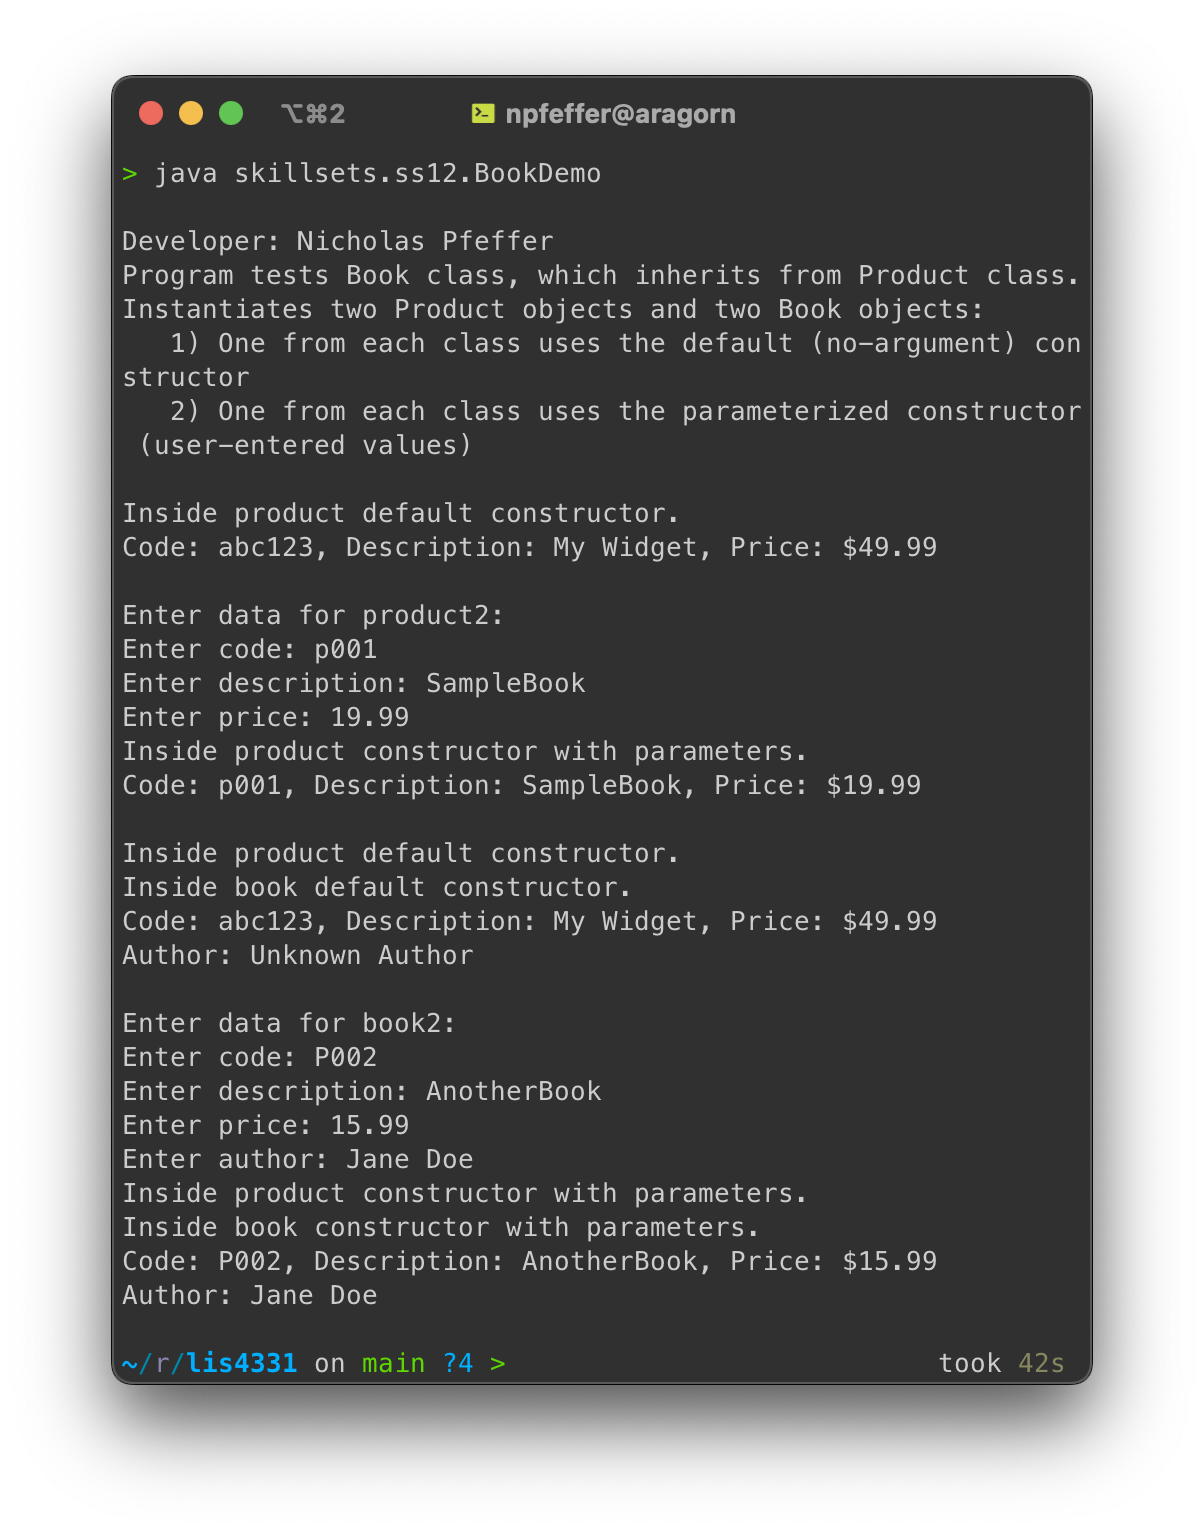 ⌥⌘2 npfeffer@aragorn
> java skillsets.ss12.BookDemo
Developer: Nicholas Pfeffer
Program tests Book class, which inherits from Product class.
Instantiates two Product objects and two Book objects:
   1) One from each class uses the default (no-argument) con
structor
   2) One from each class uses the parameterized constructor
 (user-entered values)
Inside product default constructor.
Code: abc123, Description: My Widget, Price: $49.99
Enter data for product2:
Enter code: p001
Enter description: SampleBook
Enter price: 19.99
Inside product constructor with parameters.
Code: p001, Description: SampleBook, Price: $19.99
Inside product default constructor.
Inside book default constructor.
Code: abc123, Description: My Widget, Price: $49.99
Author: Unknown Author
Enter data for book2:
Enter code: P002
Enter description: AnotherBook
Enter price: 15.99
Enter author: Jane Doe
Inside product constructor with parameters.
Inside book constructor with parameters.
Code: P002, Description: AnotherBook, Price: $15.99
Author: Jane Doe
~/r/lis4331 on main ?4 > took 42s